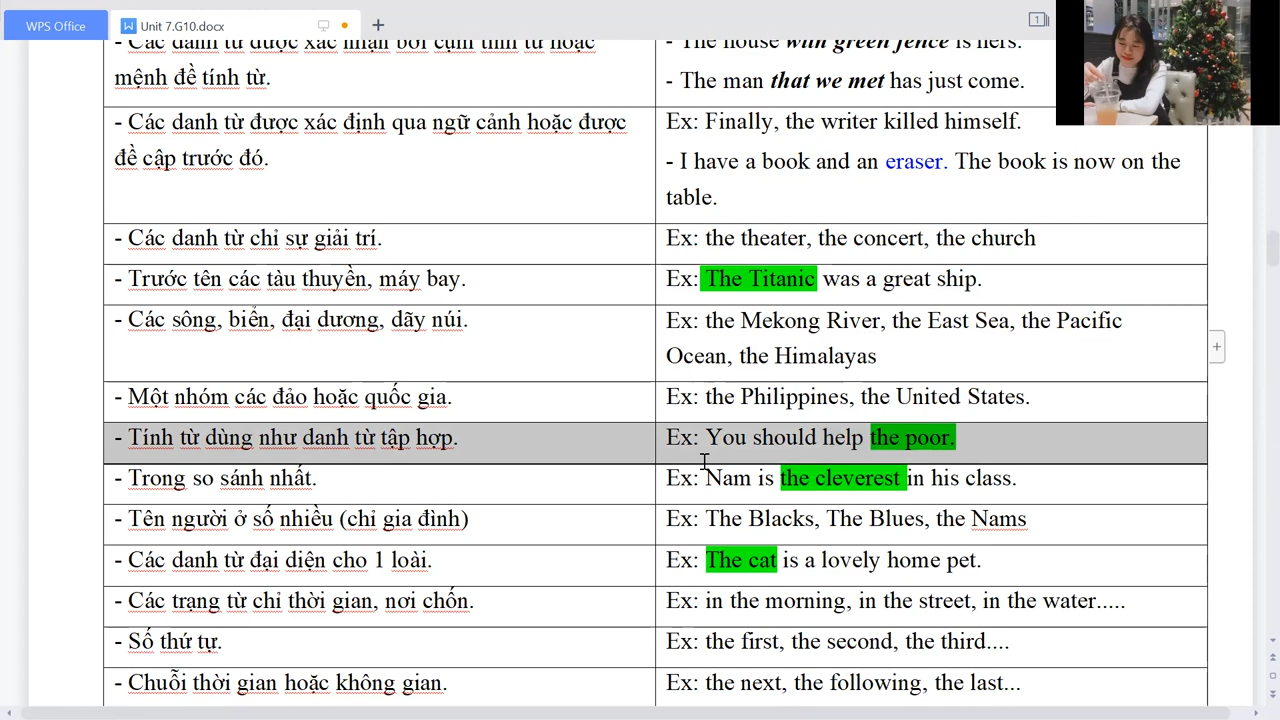 WPS Office
Unit 7.G10.docx
1
- Các danh từ được xác nhận bởi cụm tính từ hoặc
mệnh đề tính từ.
- The house with green fence is hers.
- The man that we met has just come.
- Các danh từ được xác định qua ngữ cảnh hoặc được
đề cập trước đó.
Ex: Finally, the writer killed himself.
- I have a book and an eraser. The book is now on the
table.
- Các danh từ chỉ sự giải trí.
Ex: the theater, the concert, the church
- Trước tên các tàu thuyền, máy bay.
Ex: The Titanic was a great ship.
- Các sông, biển, đại dương, dãy núi.
Ex: the Mekong River, the East Sea, the Pacific
Ocean, the Himalayas
- Một nhóm các đảo hoặc quốc gia.
Ex: the Philippines, the United States.
- Tính từ dùng như danh từ tập hợp.
Ex: You should help the poor.
- Trong so sánh nhất.
Ex: Nam is the cleverest in his class.
- Tên người ở số nhiều (chỉ gia đình)
Ex: The Blacks, The Blues, the Nams
- Các danh từ đại diện cho 1 loài.
Ex: The cat is a lovely home pet.
- Các trạng từ chỉ thời gian, nơi chốn.
Ex: in the morning, in the street, in the water.....
- Số thứ tự.
Ex: the first, the second, the third....
- Chuỗi thời gian hoặc không gian.
Ex: the next, the following, the last...